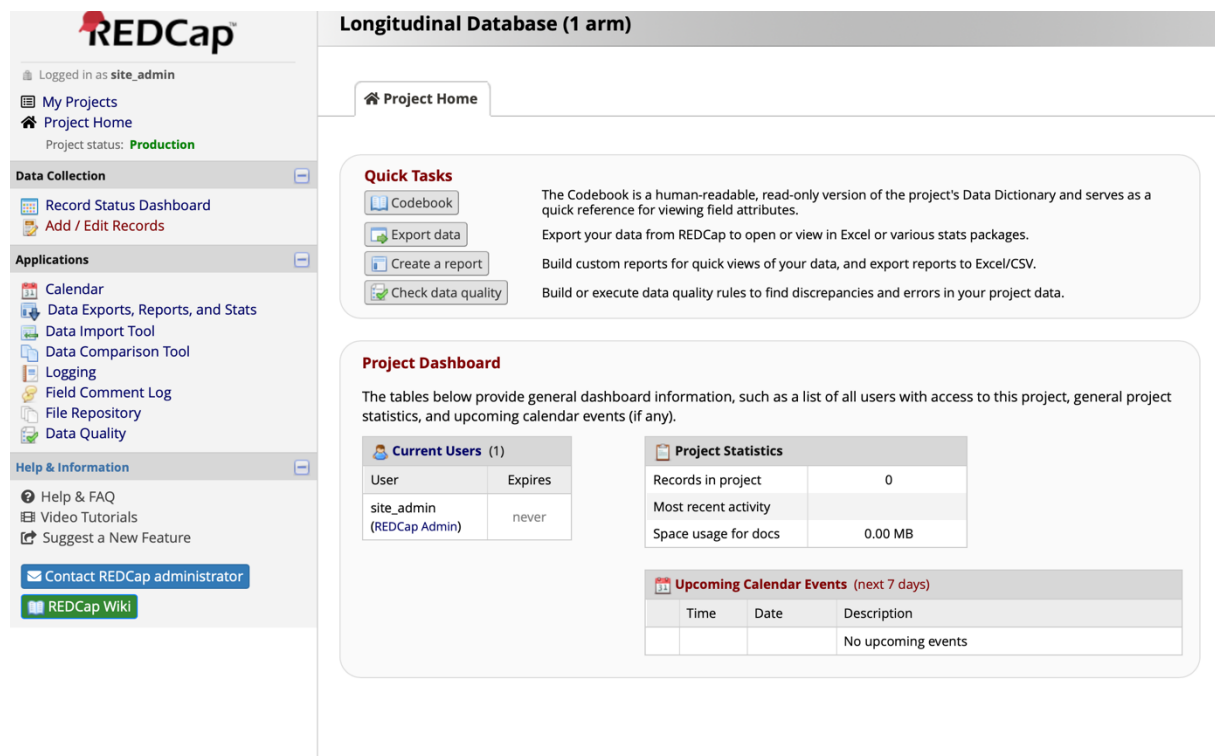 REDCap™
Logged in as site_admin
My Projects
Project Home
Project status: Production
Data Collection
Record Status Dashboard
Add / Edit Records
Applications
Calendar
Data Exports, Reports, and Stats
Data Import Tool
Data Comparison Tool
Logging
Field Comment Log
File Repository
Data Quality
Help & Information
Help & FAQ
Video Tutorials
Suggest a New Feature
Contact REDCap administrator
REDCap Wiki
Longitudinal Database (1 arm)
Project Home
Quick Tasks
Codebook
The Codebook is a human-readable, read-only version of the project's Data Dictionary and serves as a
quick reference for viewing field attributes.
Export data
Export your data from REDCap to open or view in Excel or various stats packages.
Create a report
Build custom reports for quick views of your data, and export reports to Excel/CSV.
Check data quality
Build or execute data quality rules to find discrepancies and errors in your project data.
Project Dashboard
The tables below provide general dashboard information, such as a list of all users with access to this project, general project
statistics, and upcoming calendar events (if any).
Current Users (1)
User Expires
site_admin
(REDCap Admin) never
Project Statistics
Records in project 0
Most recent activity
Space usage for docs 0.00 MB
Upcoming Calendar Events (next 7 days)
Time Date Description
No upcoming events